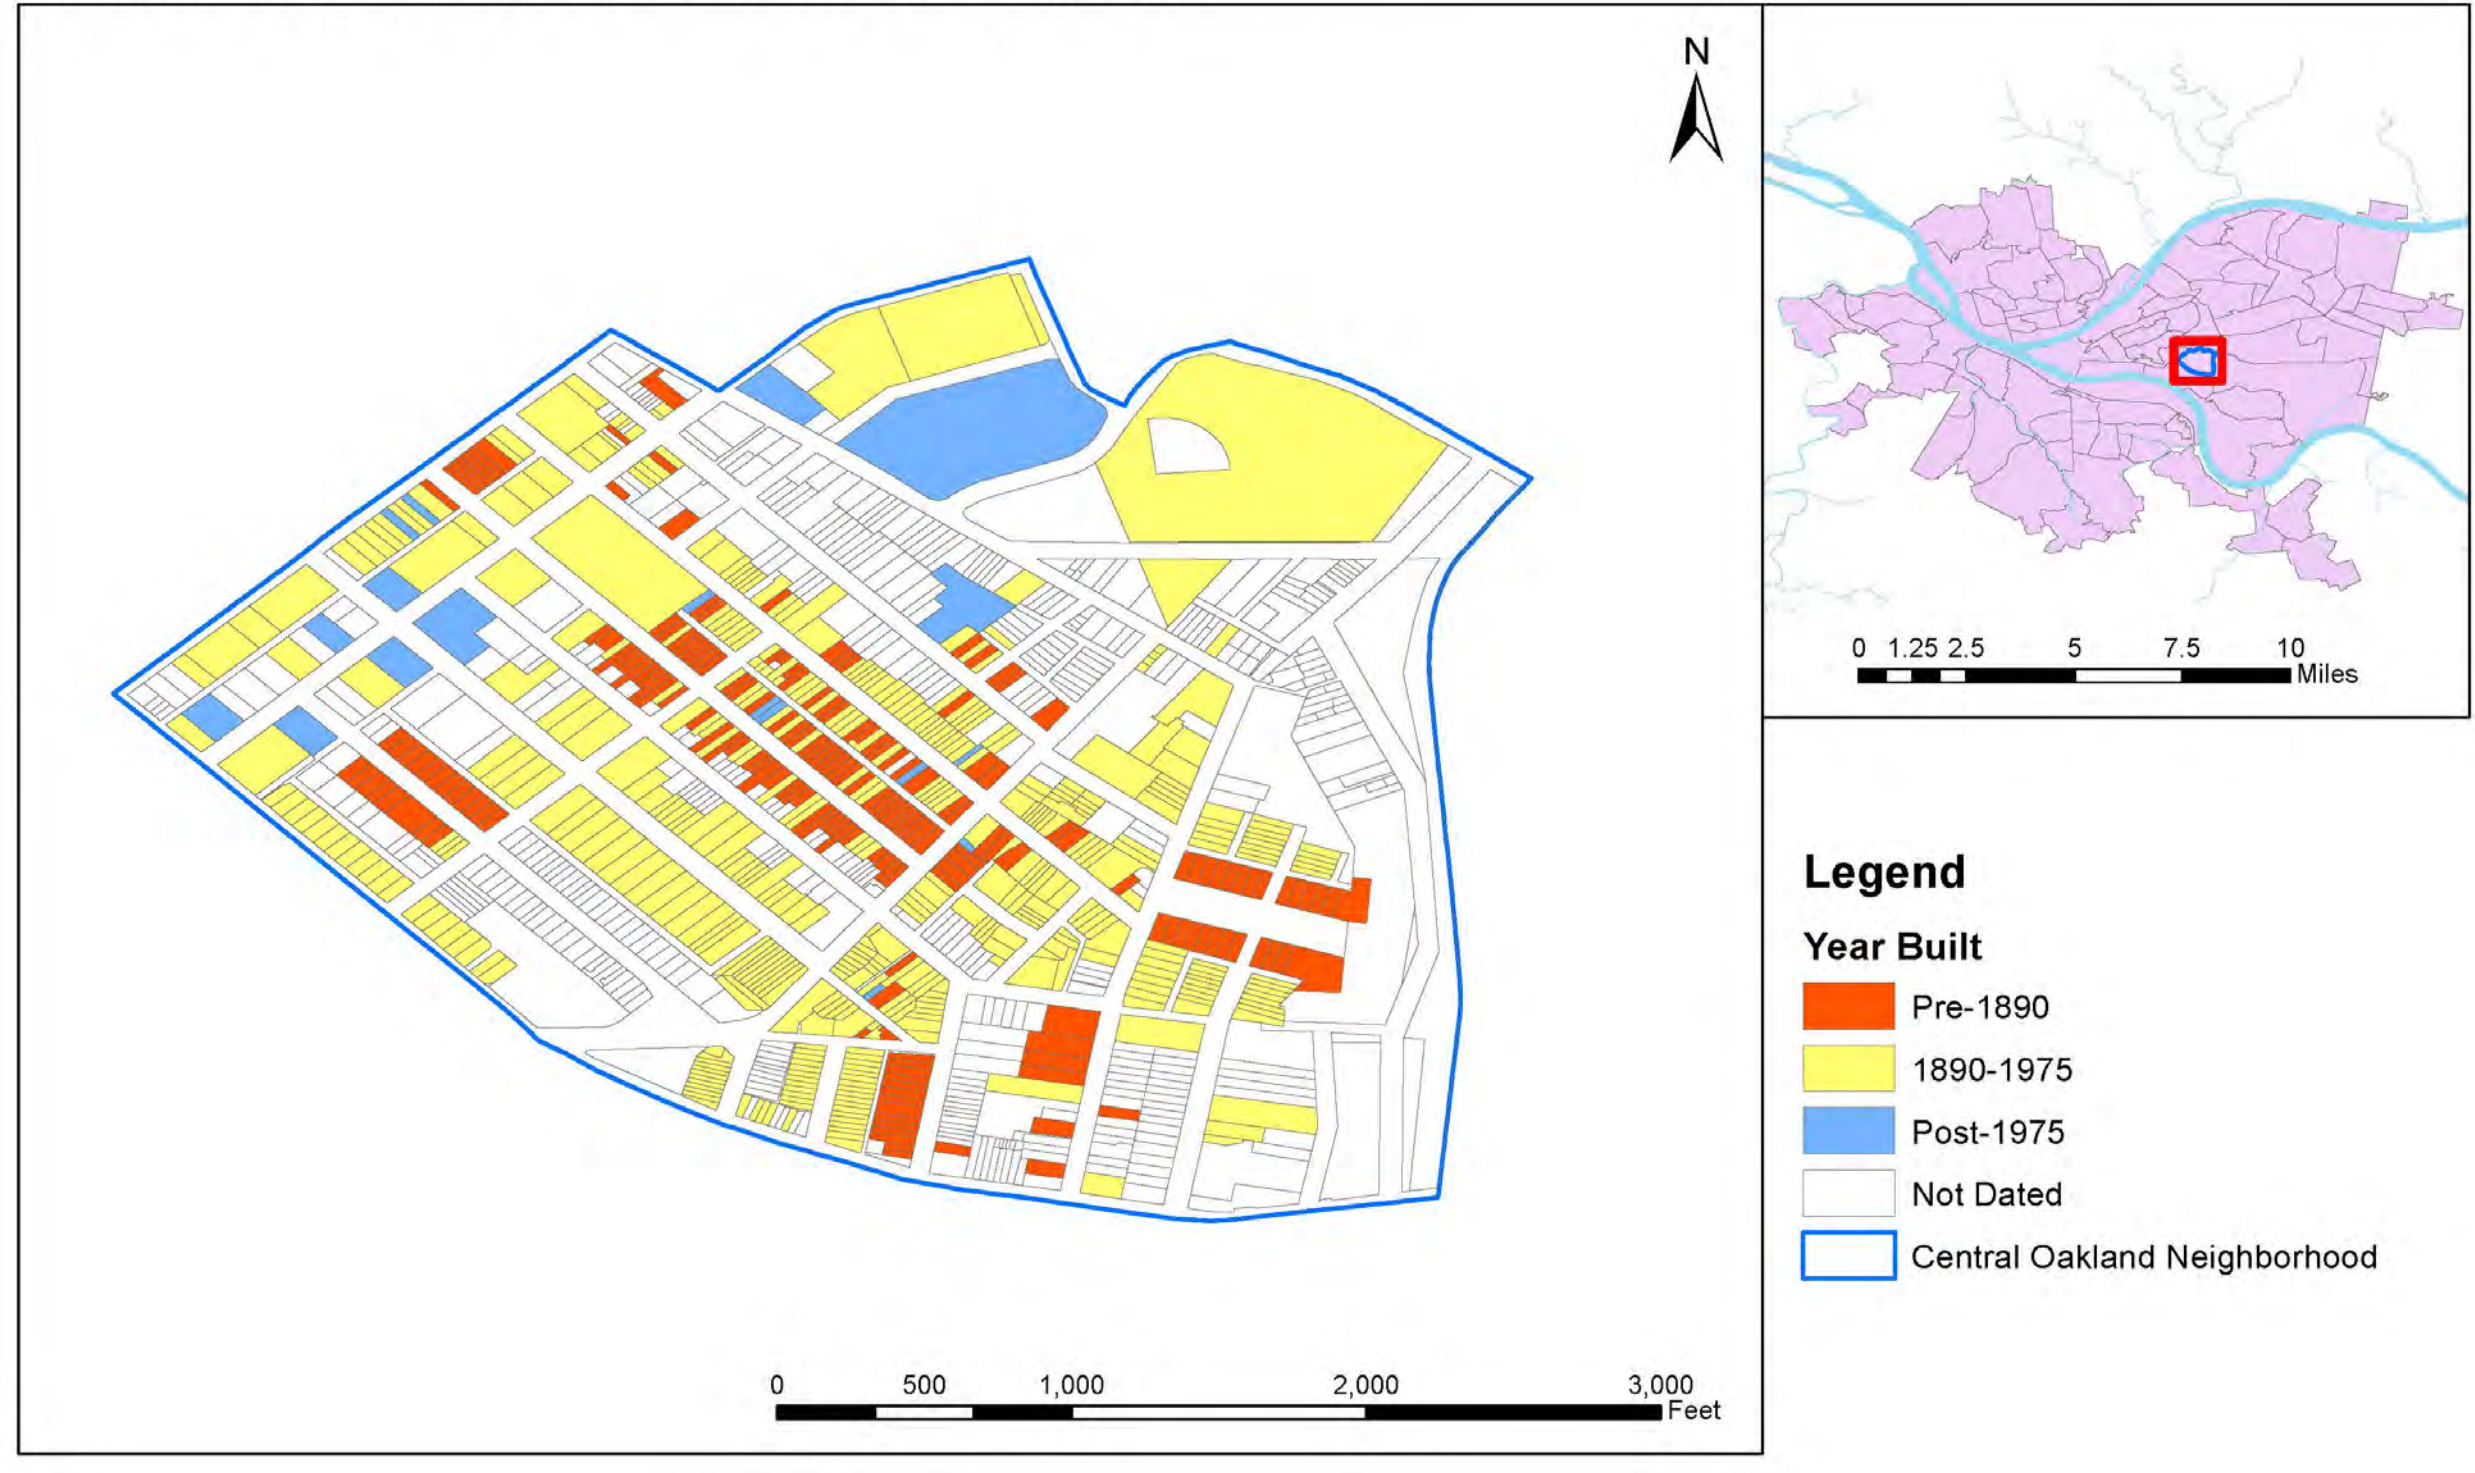 N
0 1.25 2.5 5 7.5 10
Miles
Legend
Year Built
Pre-1890
1890-1975
Post-1975
Not Dated
Central Oakland Neighborhood
0 500 1,000 2,000 3,000
Feet